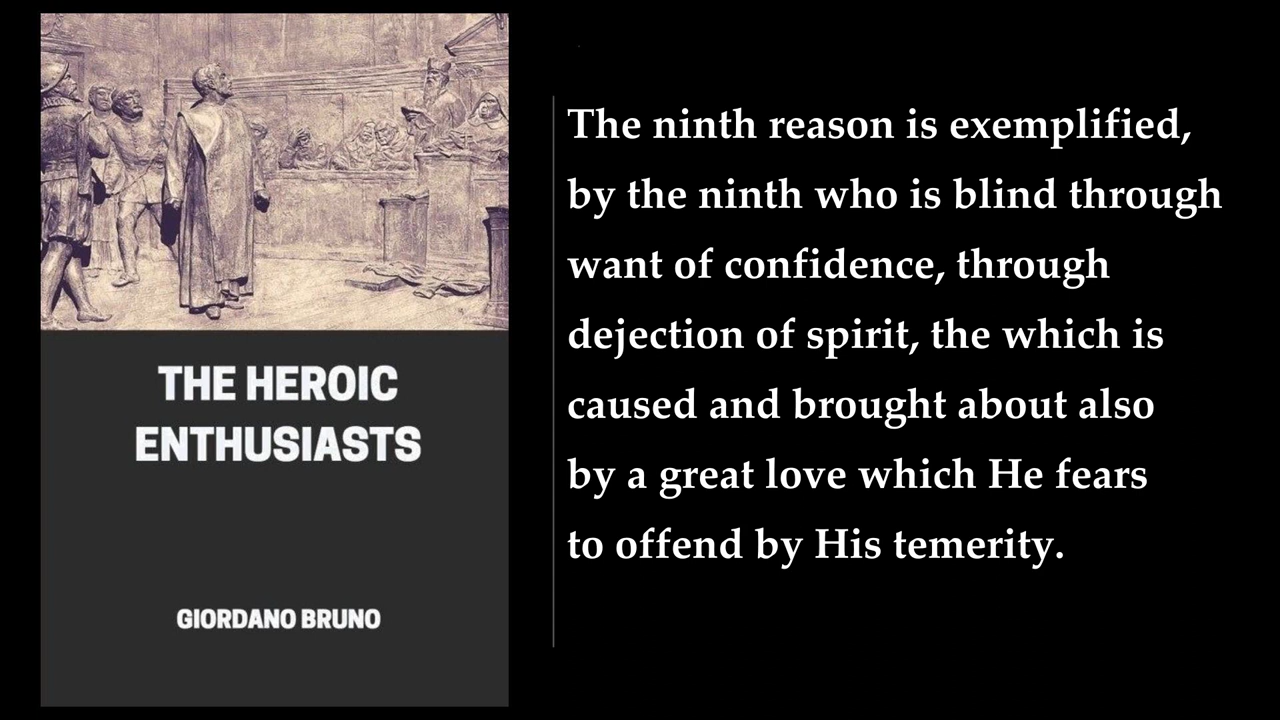 THE HEROIC
ENTHUSIASTS
GIORDANO BRUNO
The ninth reason is exemplified,
by the ninth who is blind through
want of confidence, through
dejection of spirit, the which is
caused and brought about also
by a great love which He fears
to offend by His temerity.